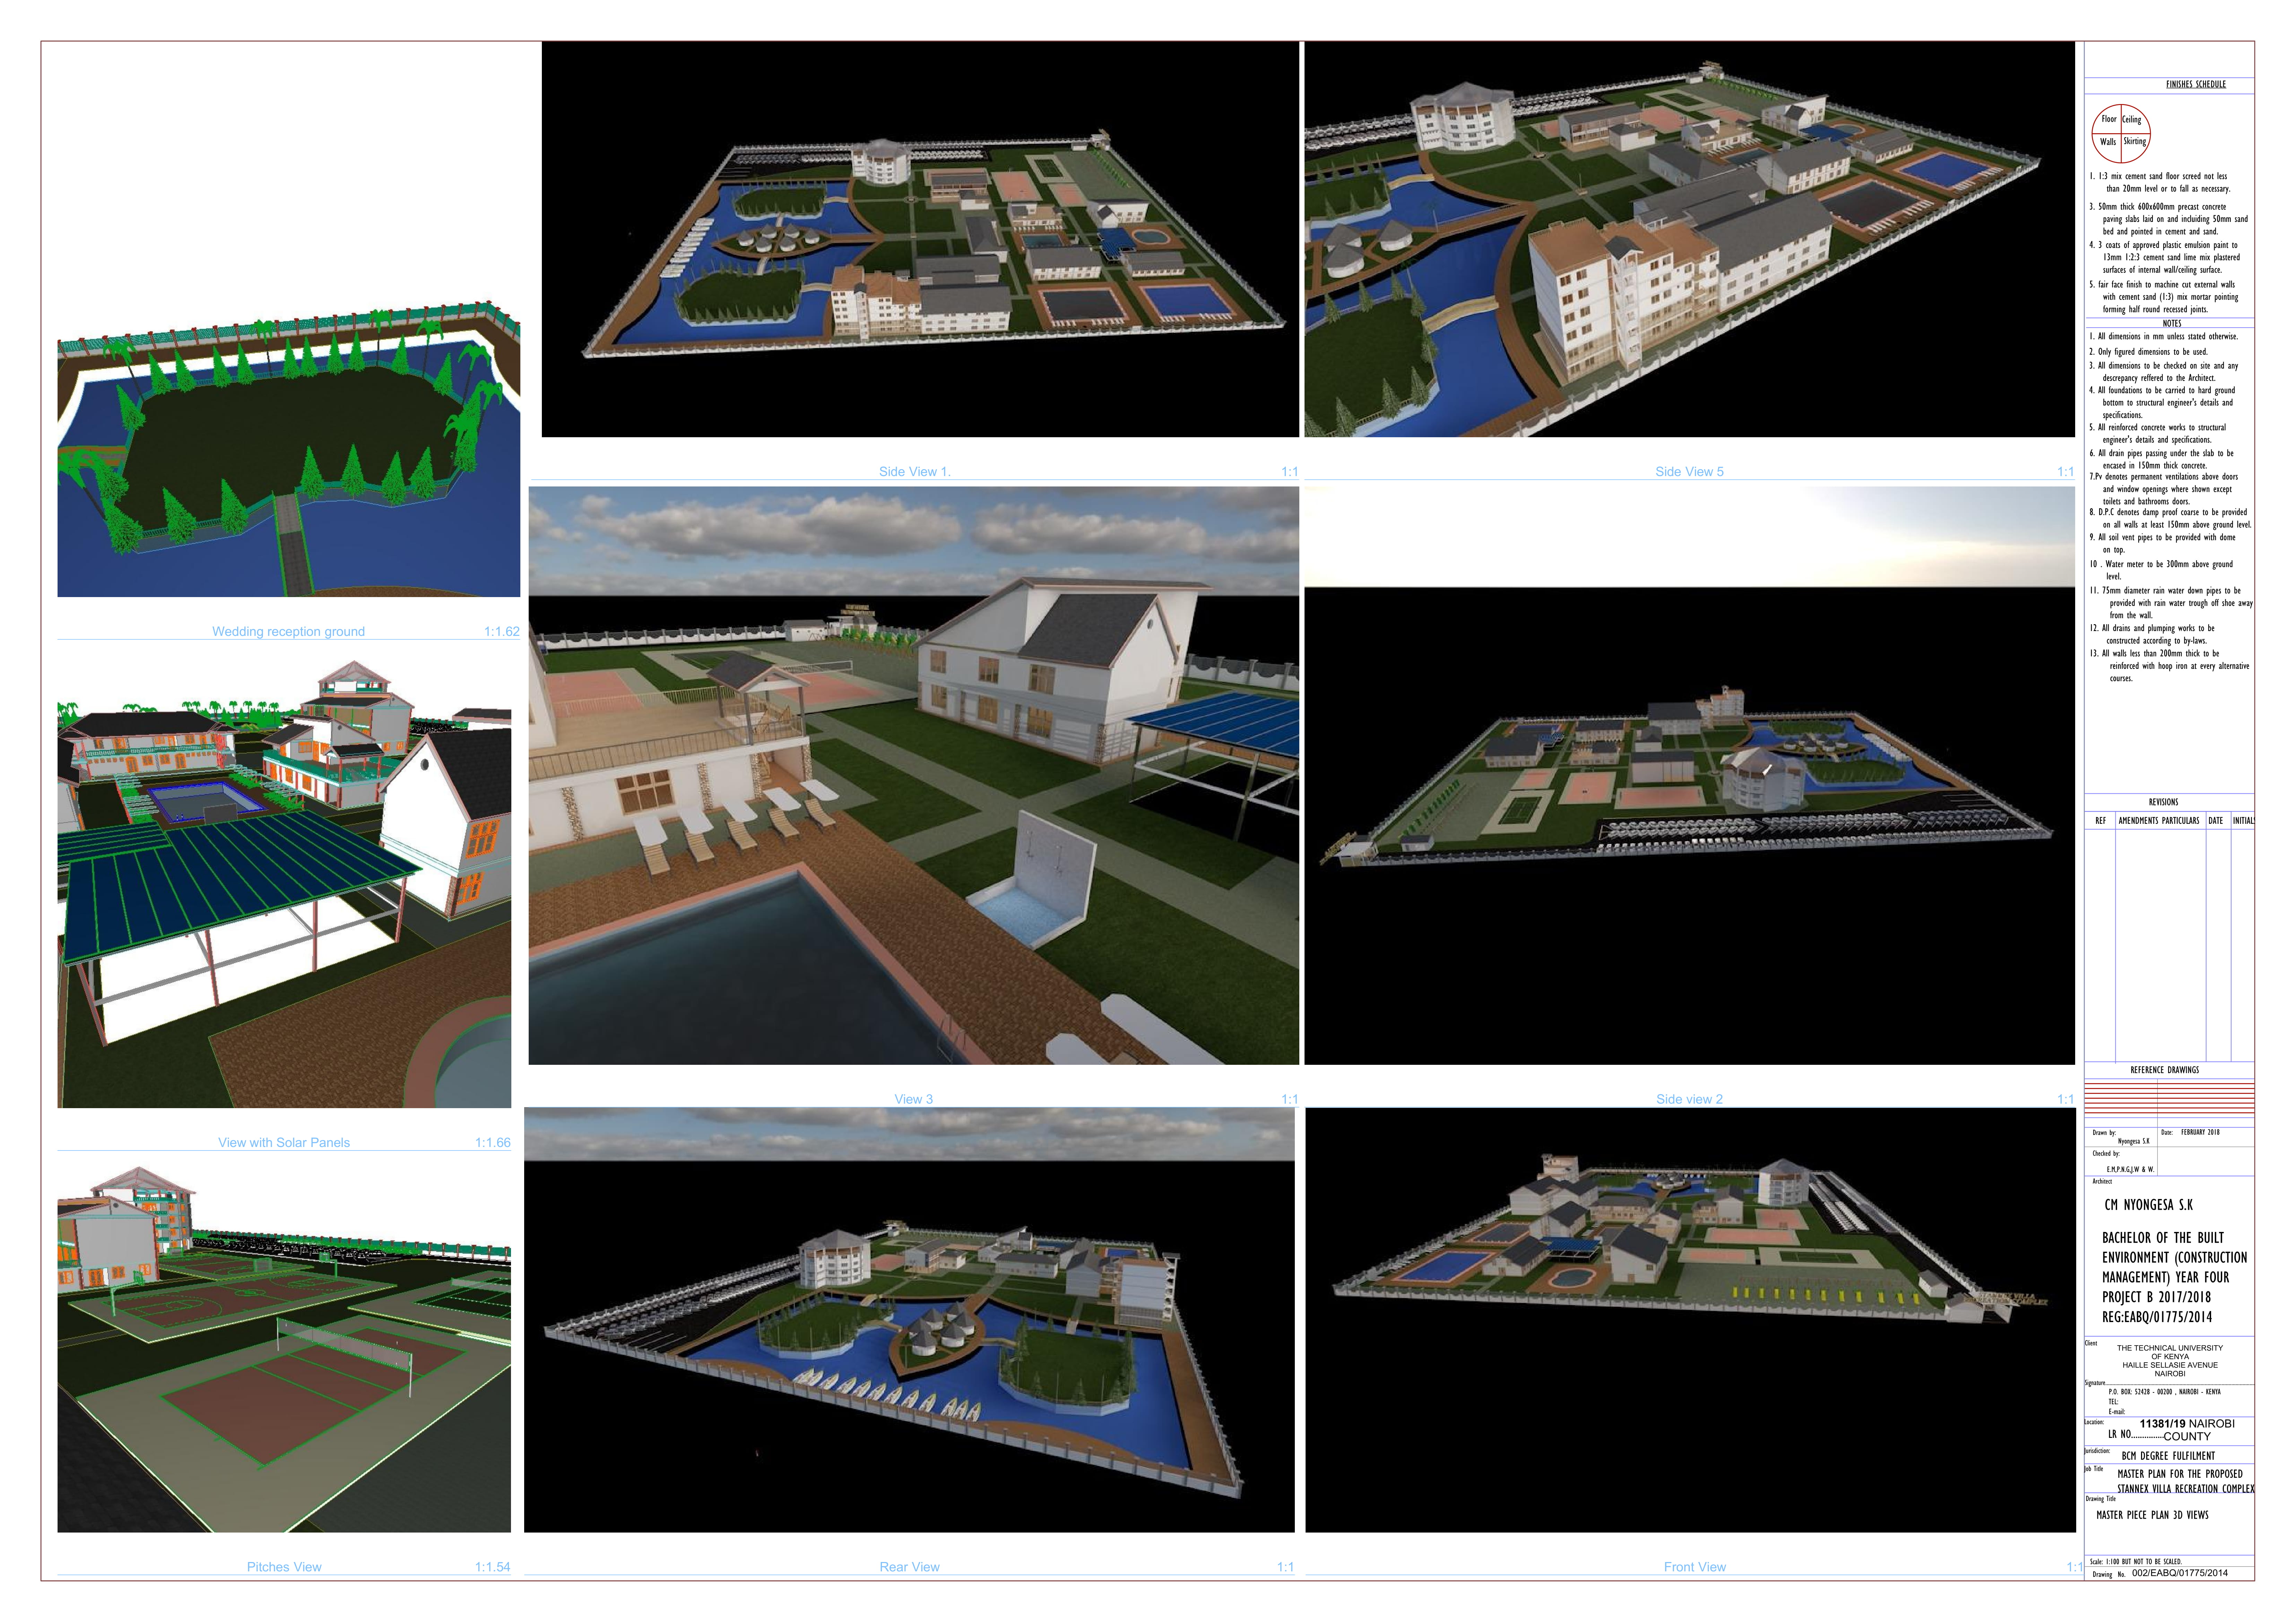 Side View 1.
1:1
Side View 5
1:1
Wedding reception ground
1:1.62
View 3
1:1
Side view 2
1:1
View with Solar Panels
1:1.66
Pitches View
1:1.54
Rear View
1:1
Front View
1:1
FINISHES SCHEDULE
Floor Ceiling
Walls Skirting
1. 1:3 mix cement sand floor screed not less
than 20mm level or to fall as necessary.
3. 50mm thick 600x600mm precast concrete
paving slabs laid on and inciuding 50mm sand
bed and pointed in cement and sand.
4. 3 coats of approved plastic emulsion paint to
13mm 1:2:3 cement sand lime mix plastered
surfaces of internal wall/ceiling surface.
5. fair face finish to machine cut external walls
with cement sand (1:3) mix mortar pointing
forming half round recessed joints.
NOTES
1. All dimensions in mm unless stated otherwise.
2. Only figured dimensions to be used.
3. All dimensions to be checked on site and any
descrepancy reffered to the Architect.
4. All foundations to be carried to hard ground
bottom to structural engineer's details and
specifications.
5. All reinforced concrete works to structural
engineer's details and specifications.
6. All drain pipes passing under the slab to be
encased in 150mm thick concrete.
7.Pv denotes permanent ventilations above doors
and window openings where shown except
toilets and bathrooms doors.
8. D.P.C denotes damp proof coarse to be provided
on all walls at least 150mm above ground level.
9. All soil vent pipes to be provided with dome
on top.
10 . Water meter to be 300mm above ground
level.
11. 75mm diameter rain water down pipes to be
provided with rain water trough off shoe away
from the wall.
12. All drains and plumping works to be
constructed according to by-laws.
13. All walls less than 200mm thick to be
reinforced with hoop iron at every alternative
courses.
REVISIONS
REF AMENDMENTS PARTICULARS DATE INITIALS
REFERENCE DRAWINGS
Drawn by: Date: FEBRUARY 2018
Nyongesa S.K
Checked by:
E.M,P.N.G,J.W & W.
Architect
CM NYONGESA S.K
BACHELOR OF THE BUILT
ENVIRONMENT (CONSTRUCTION
MANAGEMENT) YEAR FOUR
PROJECT B 2017/2018
REG:EABQ/01775/2014
Client
THE TECHNICAL UNIVERSITY
OF KENYA
HAILLE SELLASIE AVENUE
NAIROBI
Signature
P.O. BOX: 52428 - 00200 , NAIROBI - KENYA
TEL:
E-mail:
Location: 11381/19 NAIROBI
LR NO...............COUNTY
Jurisdiction:
BCM DEGREE FULFILMENT
Job Title
MASTER PLAN FOR THE PROPOSED
STANNEX VILLA RECREATION COMPLEX
Drawing Title
MASTER PIECE PLAN 3D VIEWS
Scale: 1:100 BUT NOT TO BE SCALED.
Drawing No. 002/EABQ/01775/2014